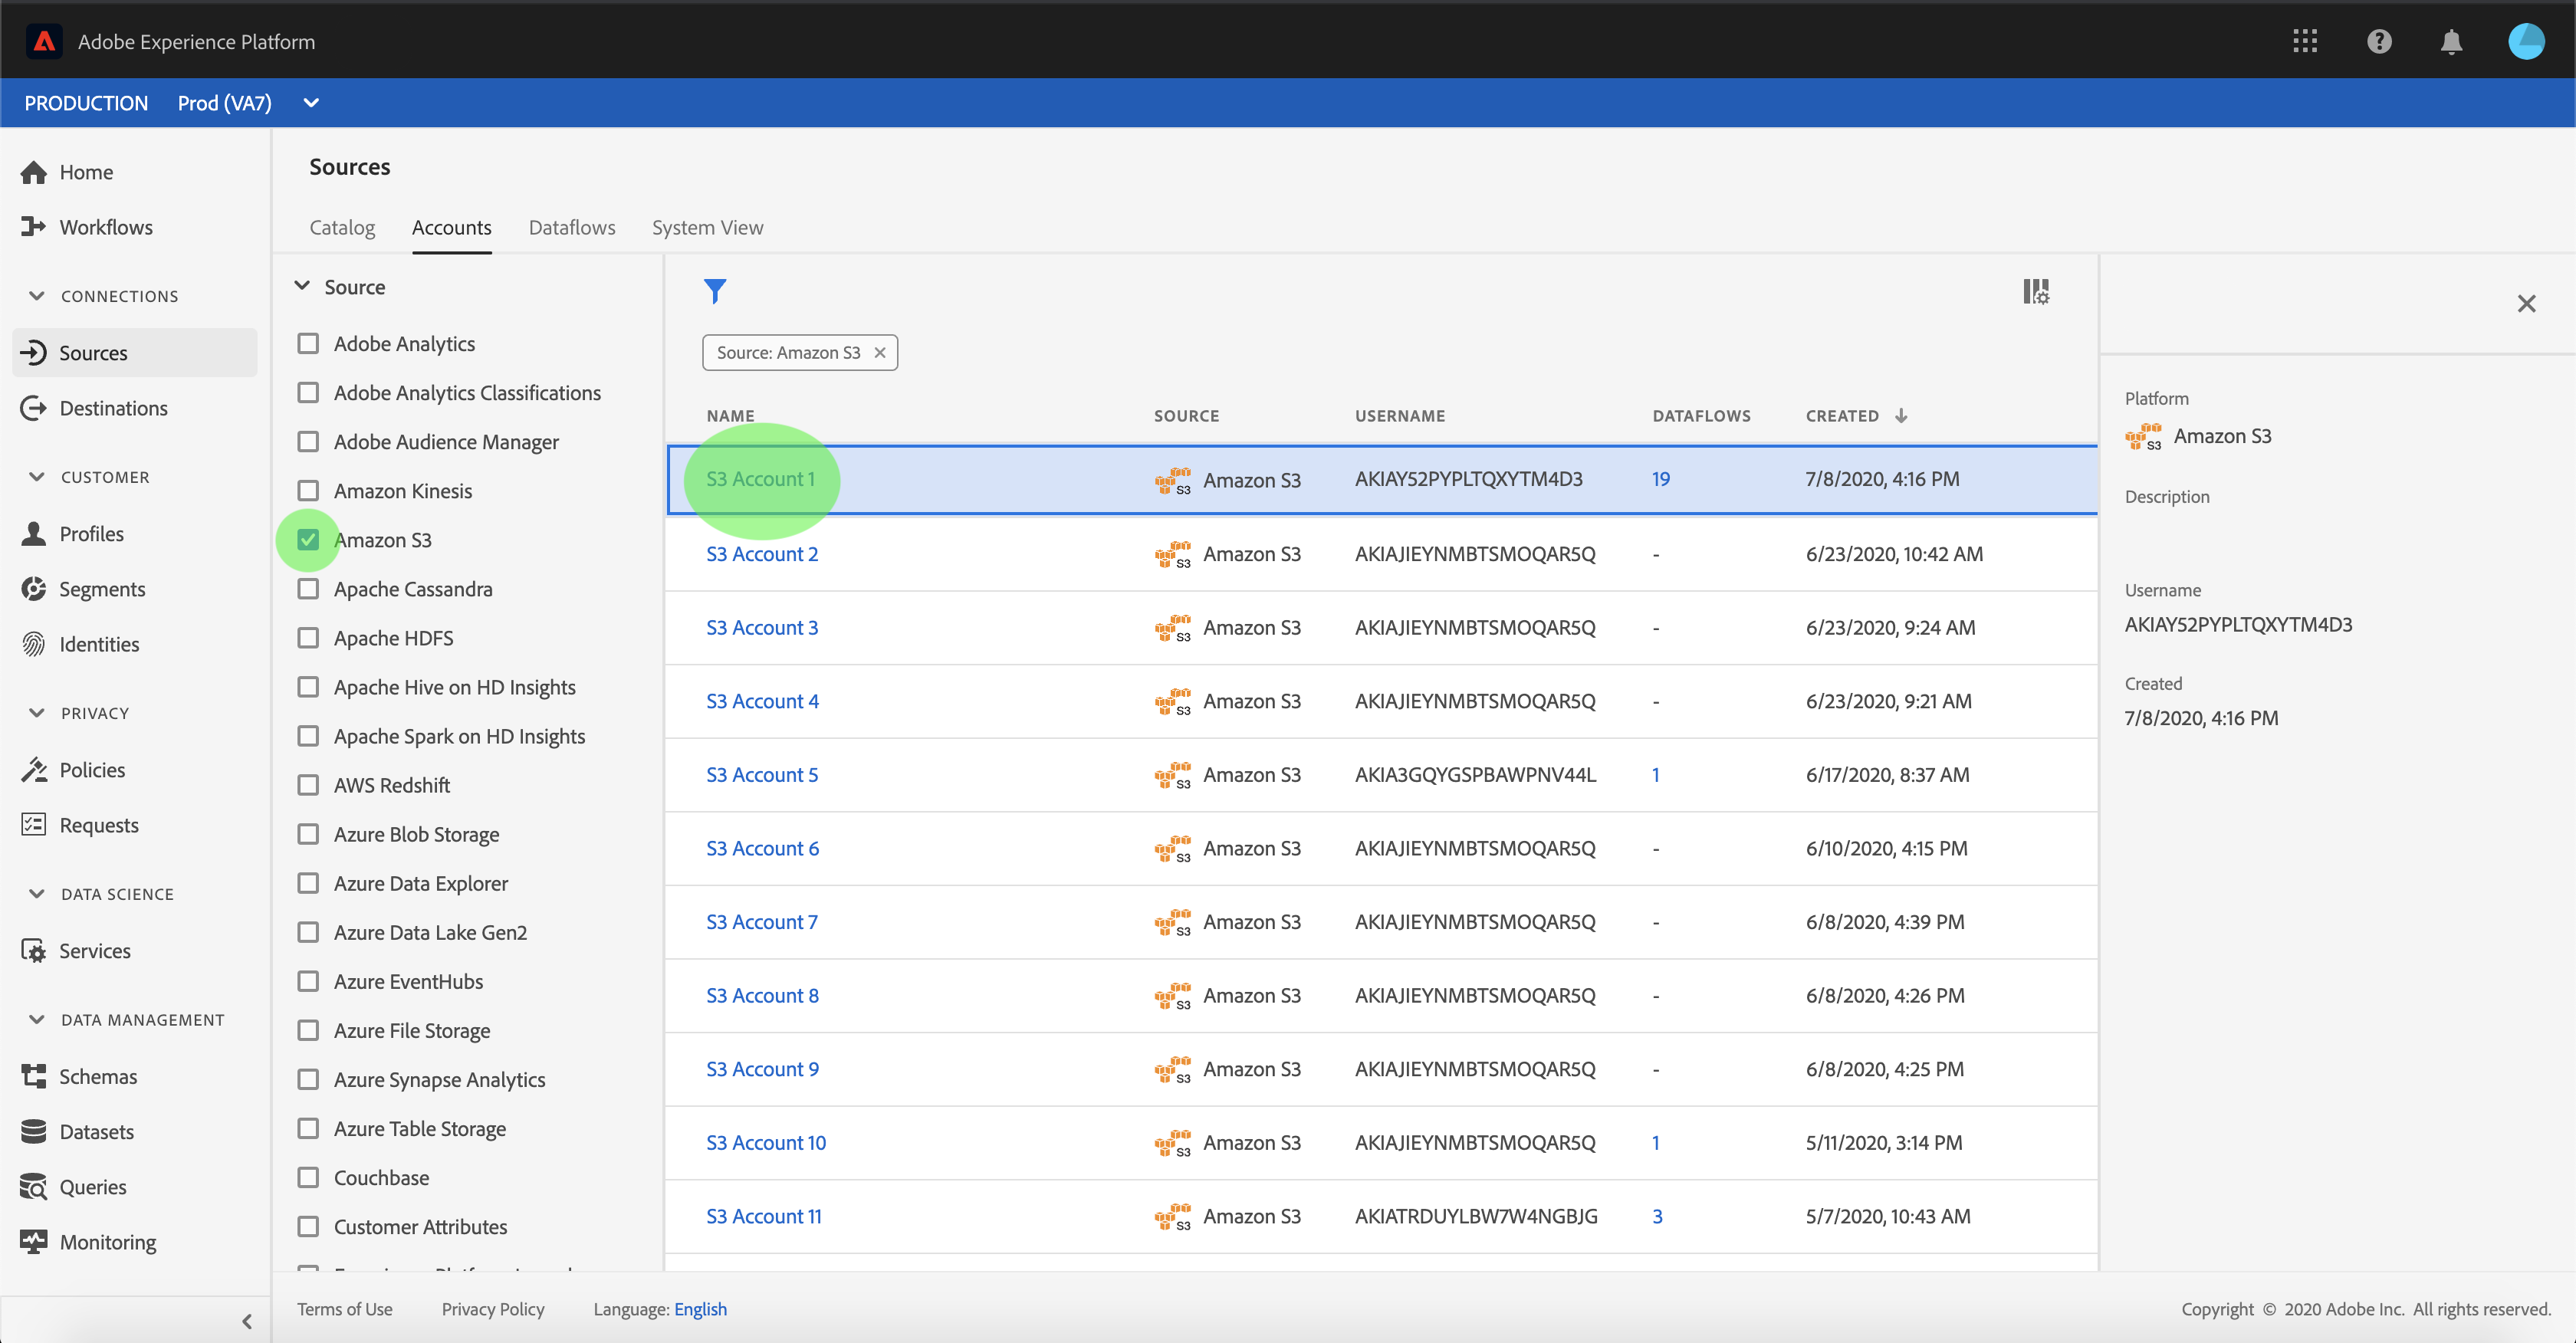 Adobe Experience Platform
PRODUCTION Prod (VA7)
Home
Workflows
CONNECTIONS
Sources
Destinations
CUSTOMER
Profiles
Segments
Identities
PRIVACY
Policies
Requests
DATA SCIENCE
Services
DATA MANAGEMENT
Schemas
Datasets
Queries
Monitoring
Sources
Catalog Accounts Dataflows System View
Source
Adobe Analytics
Adobe Analytics Classifications
Adobe Audience Manager
Amazon Kinesis
Amazon S3
Apache Cassandra
Apache HDFS
Apache Hive on HD Insights
Apache Spark on HD Insights
AWS Redshift
Azure Blob Storage
Azure Data Explorer
Azure Data Lake Gen2
Azure EventHubs
Azure File Storage
Azure Synapse Analytics
Azure Table Storage
Couchbase
Customer Attributes
Source: Amazon S3
NAME SOURCE USERNAME DATAFLOWS CREATED
S3 Account 1 S3 Amazon S3 AKIAY52PYPLTQXYTM4D3 19 7/8/2020, 4:16 PM
S3 Account 2 S3 Amazon S3 AKIAJIEYNMBTSMOQAR5Q - 6/23/2020, 10:42 AM
S3 Account 3 S3 Amazon S3 AKIAJIEYNMBTSMOQAR5Q - 6/23/2020, 9:24 AM
S3 Account 4 S3 Amazon S3 AKIAJIEYNMBTSMOQAR5Q - 6/23/2020, 9:21 AM
S3 Account 5 S3 Amazon S3 AKIA3GQYGSPBAWPNV44L 1 6/17/2020, 8:37 AM
S3 Account 6 S3 Amazon S3 AKIAJIEYNMBTSMOQAR5Q - 6/10/2020, 4:15 PM
S3 Account 7 S3 Amazon S3 AKIAJIEYNMBTSMOQAR5Q - 6/8/2020, 4:39 PM
S3 Account 8 S3 Amazon S3 AKIAJIEYNMBTSMOQAR5Q - 6/8/2020, 4:26 PM
S3 Account 9 S3 Amazon S3 AKIAJIEYNMBTSMOQAR5Q - 6/8/2020, 4:25 PM
S3 Account 10 S3 Amazon S3 AKIAJIEYNMBTSMOQAR5Q 1 5/11/2020, 3:14 PM
S3 Account 11 S3 Amazon S3 AKIATRDUYLBW7W4NGBJG 3 5/7/2020, 10:43 AM
Platform
S3 Amazon S3
Description
Username
AKIAY52PYPLTQXYTM4D3
Created
7/8/2020, 4:16 PM
Terms of Use Privacy Policy Language: English
Copyright © 2020 Adobe Inc. All rights reserved.